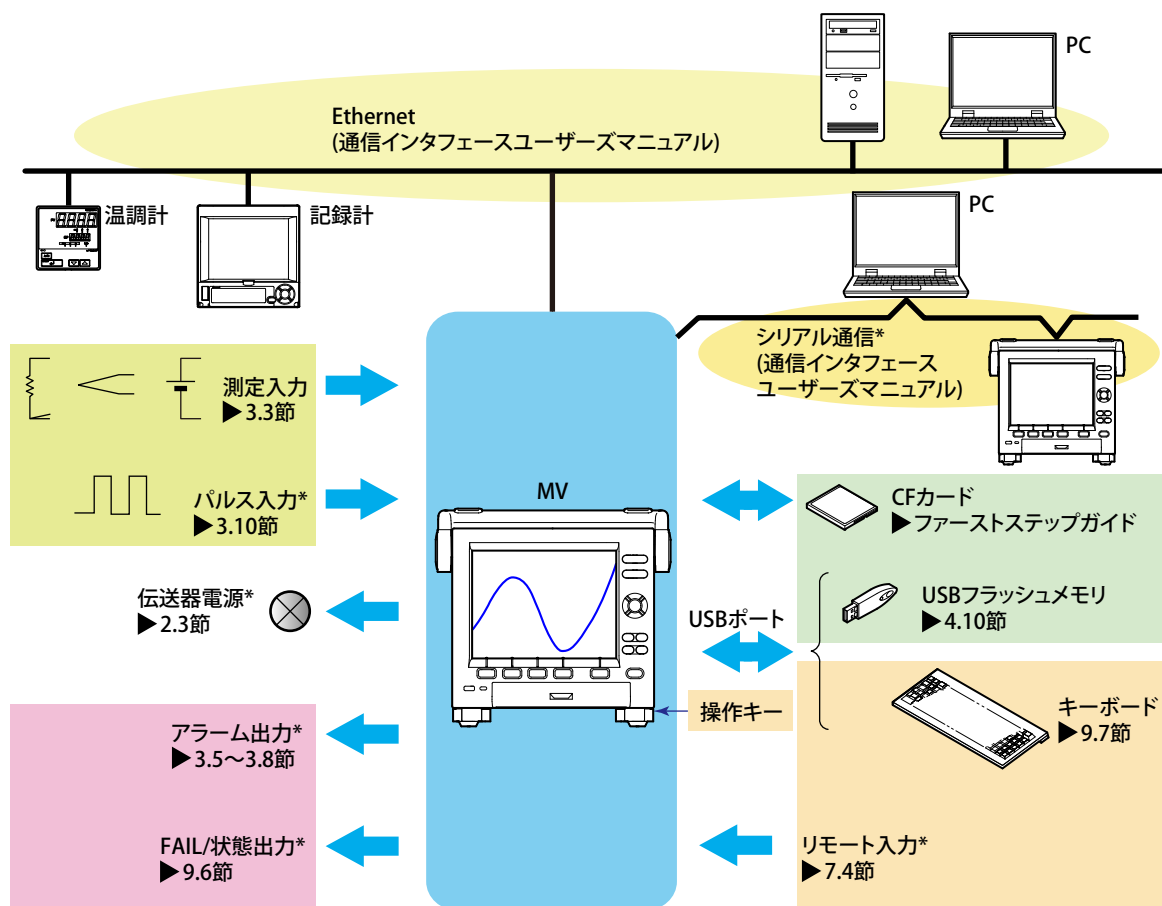 PC
Ethernet
(通信インタフェースユーザーズマニュアル)
温調計
記録計
PC
シリアル通信*
(通信インタフェース
ユーザーズマニュアル)
測定入力
▶3.3節
パルス入力*
▶3.10節
伝送器電源*
▶2.3節
アラーム出力*
▶3.5～3.8節
FAIL/状態出力*
▶9.6節
MV
CFカード
▶ファーストステップガイド
USBフラッシュメモリ
▶4.10節
USBポート
操作キー
キーボード
▶9.7節
リモート入力*
▶7.4節